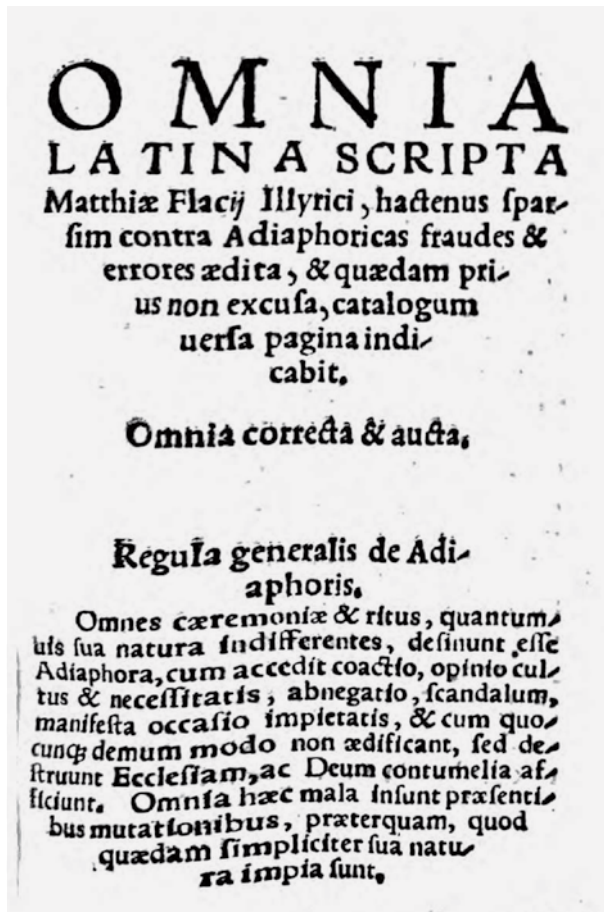 OMNIA
LATINA SCRIPTA
Matthiæ Flacij Illyrici, hactenus ſpar-
ſim contra Adiaphoricas fraudes &
errores ædita, & quædam pri-
us non excuſa, catalogum
uerſa pagina indi-
cabit.
Omnia correcta & aucta.
Regula generalis de Adi-
aphoris.
Omnes cæremoniæ & ritus, quantum-
uis ſua natura indifferentes, deſinunt eſſe
Adiaphora, cum accedit coactio, opinio cul-
tus & neceſſitatis, abnegatio, ſcandalum,
manifeſta occaſio impietatis, & cum quo-
cunqꝫ demum modo non ædificant, ſed de-
ſtruunt Eccleſiam, ac Deum contumelia af-
ficiunt. Omnia hæc mala inſunt præſenti-
bus mutationibus, præterquam, quod
quædam ſimpliciter ſua natu-
ra impia ſunt.